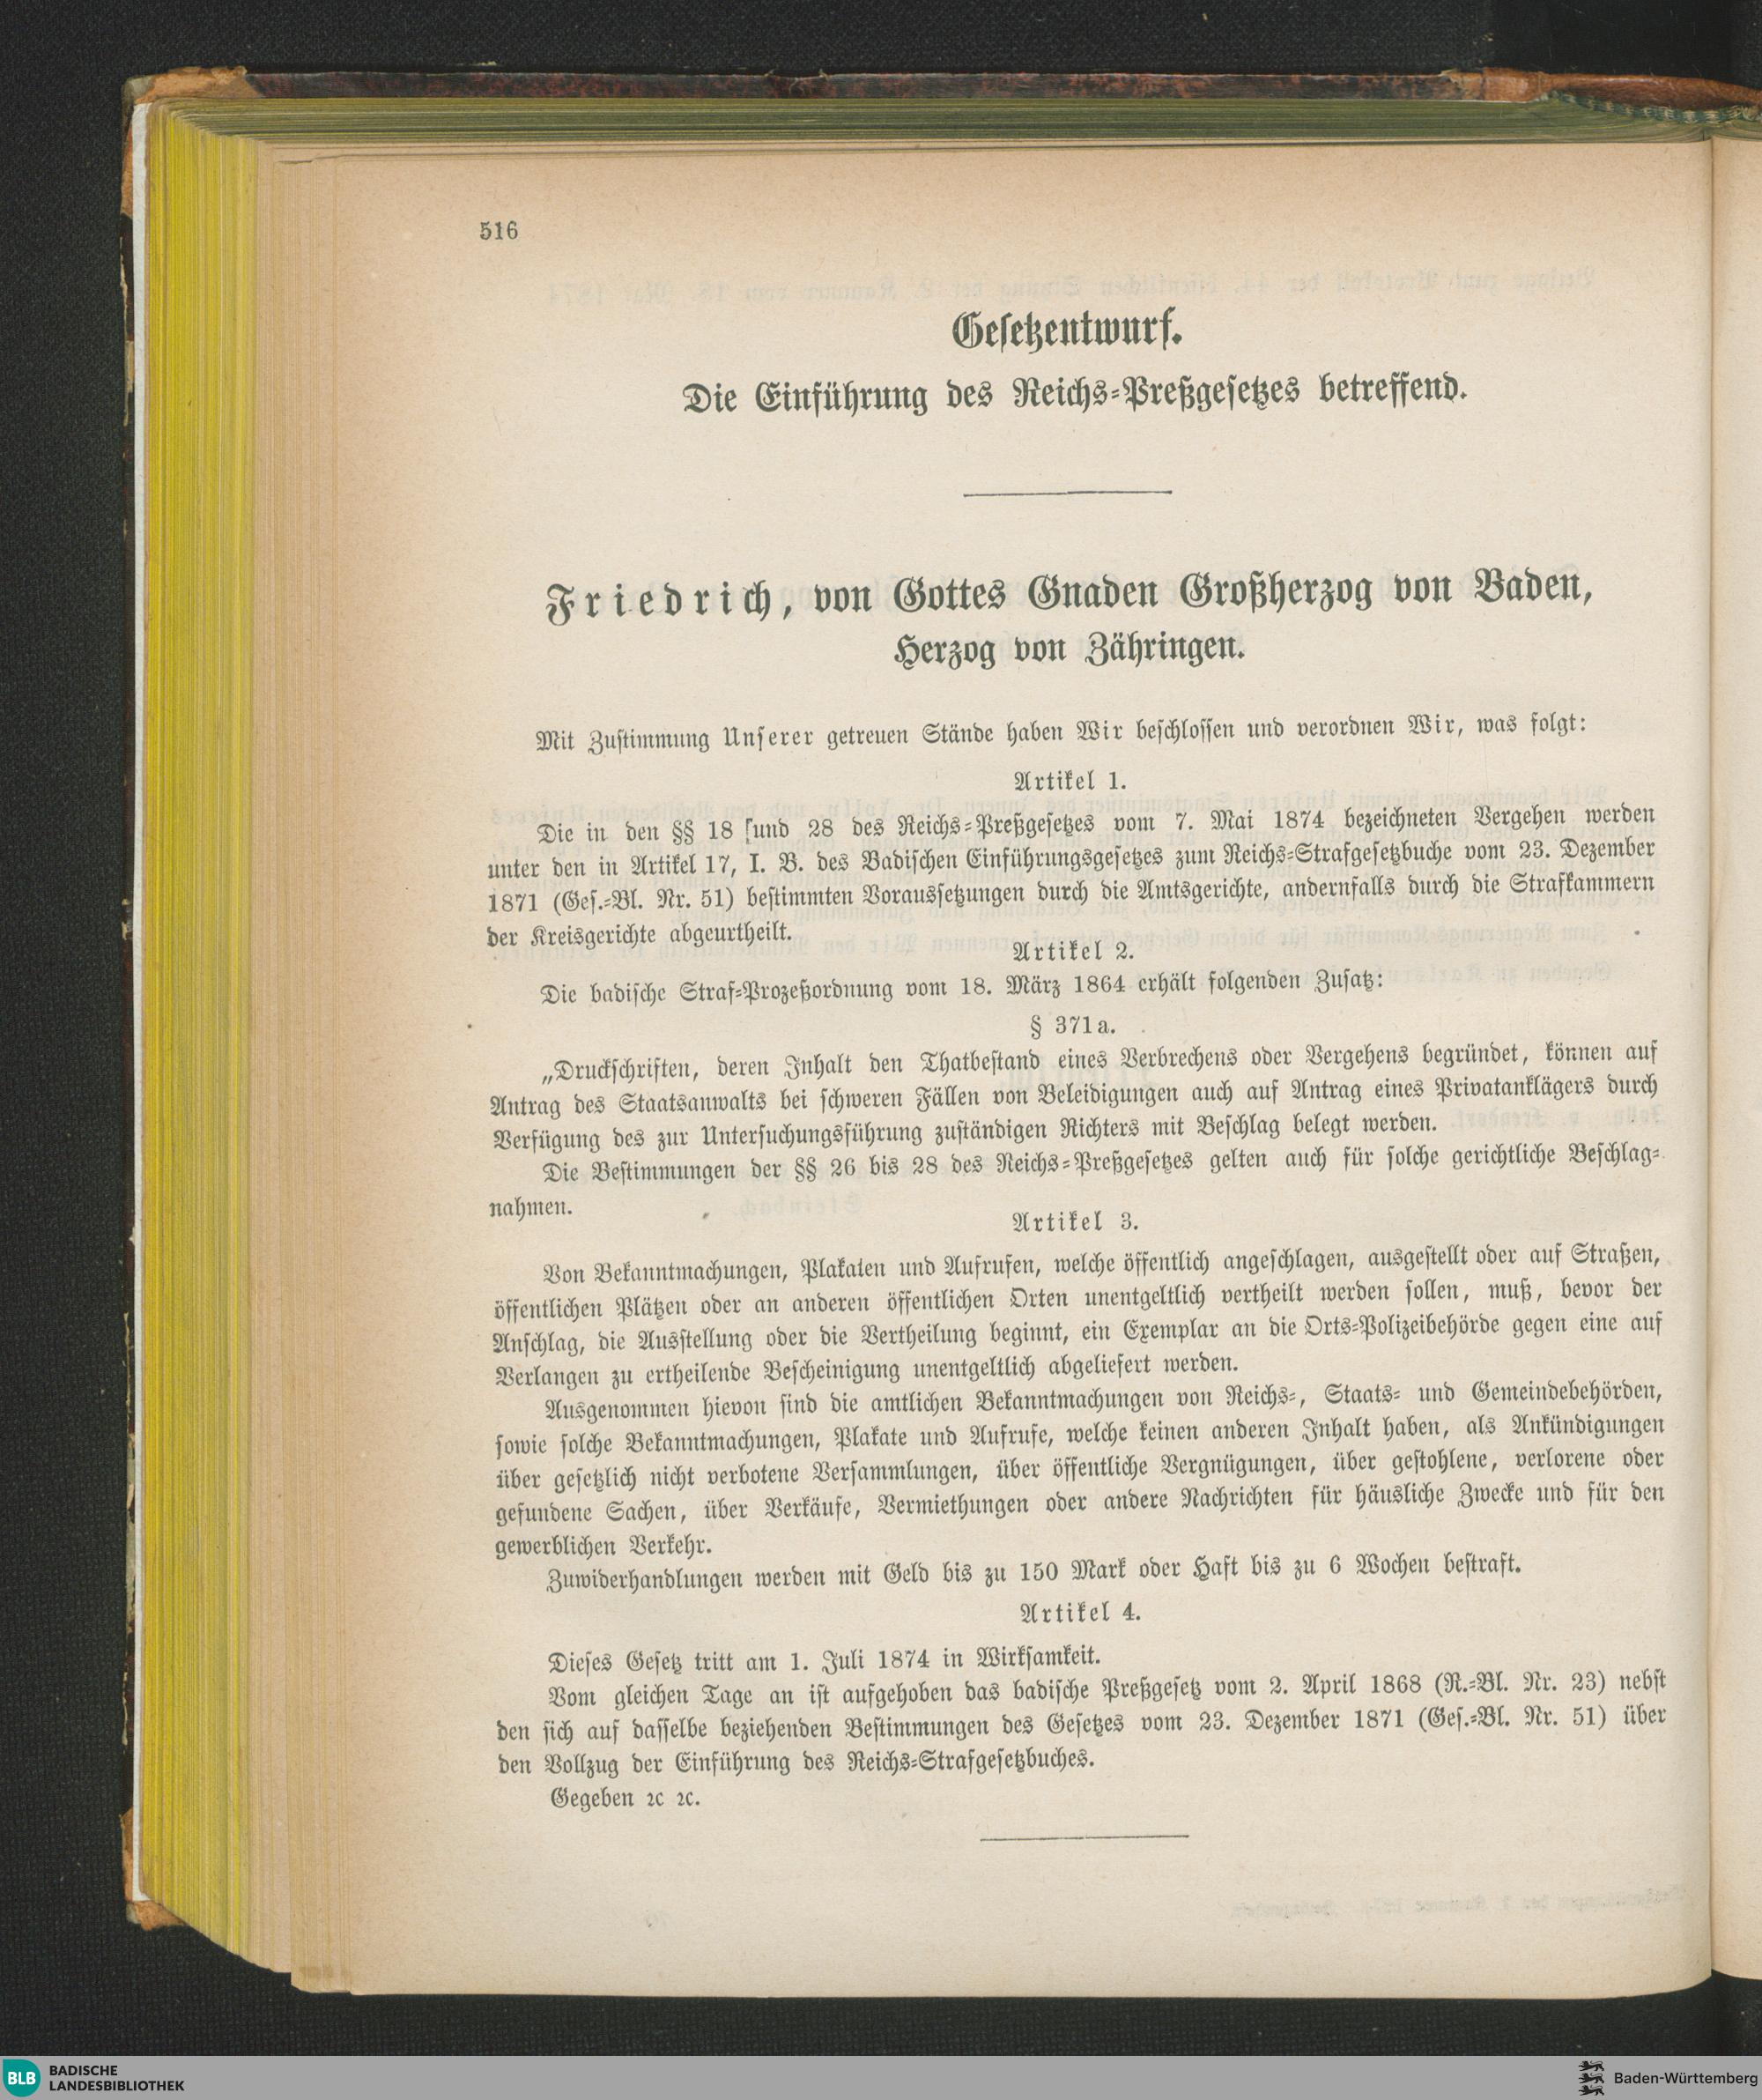 516
Gesetzentwurf.
Die Einführung des Reichs-Preßgesetzes betreffend.
Friedrich, von Gottes Gnaden Großherzog von Baden,
Herzog von Zähringen.
Mit Zustimmung Unserer getreuen Stände haben Wir beschlossen und verordnen Wir, was folgt:
Artikel 1.
Die in den §§ 18 und 28 des Reichs-Preßgesetzes vom 7. Mai 1874 bezeichneten Vergehen werden
unter den in Artikel 17, I. B. des Badischen Einführungsgesetzes zum Reichs-Strafgesetzbuche vom 23. Dezember
1871 (Ges.-Bl. Nr. 51) bestimmten Voraussetzungen durch die Amtsgerichte, andernfalls durch die Strafkammern
der Kreisgerichte abgeurtheilt.
Artikel 2.
Die badische Straf-Prozeßordnung vom 18. März 1864 erhält folgenden Zusatz:
§ 371a.
„Druckschriften, deren Inhalt den Thatbestand eines Verbrechens oder Vergehens begründet, können auf
Antrag des Staatsanwalts bei schweren Fällen von Beleidigungen auch auf Antrag eines Privatanklägers durch
Verfügung des zur Untersuchungsführung zuständigen Richters mit Beschlag belegt werden.
Die Bestimmungen der §§ 26 bis 28 des Reichs-Preßgesetzes gelten auch für solche gerichtliche Beschlag-
nahmen.
Artikel 3.
Von Bekanntmachungen, Plakaten und Aufrufen, welche öffentlich angeschlagen, ausgestellt oder auf Straßen,
öffentlichen Plätzen oder an anderen öffentlichen Orten unentgeltlich vertheilt werden sollen, muß, bevor der
Anschlag, die Ausstellung oder die Vertheilung beginnt, ein Exemplar an die Orts-Polizeibehörde gegen eine auf
Verlangen zu ertheilende Bescheinigung unentgeltlich abgeliefert werden.
Ausgenommen hievon sind die amtlichen Bekanntmachungen von Reichs-, Staats- und Gemeindebehörden,
sowie solche Bekanntmachungen, Plakate und Aufrufe, welche keinen anderen Inhalt haben, als Ankündigungen
über gesetzlich nicht verbotene Versammlungen, über öffentliche Vergnügungen, über gestohlene, verlorene oder
gefundene Sachen, über Verkäufe, Vermiethungen oder andere Nachrichten für häusliche Zwecke und für den
gewerblichen Verkehr.
Zuwiderhandlungen werden mit Geld bis zu 150 Mark oder Haft bis zu 6 Wochen bestraft.
Artikel 4.
Dieses Gesetz tritt am 1. Juli 1874 in Wirksamkeit.
Vom gleichen Tage an ist aufgehoben das badische Preßgesetz vom 2. April 1868 (R.-Bl. Nr. 23) nebst
den sich auf dasselbe beziehenden Bestimmungen des Gesetzes vom 23. Dezember 1871 (Ges.-Bl. Nr. 51) über
den Vollzug der Einführung des Reichs-Strafgesetzbuches.
Gegeben ꝛc ꝛc.
BLB BADISCHE
LANDESBIBLIOTHEK
Baden-Württemberg